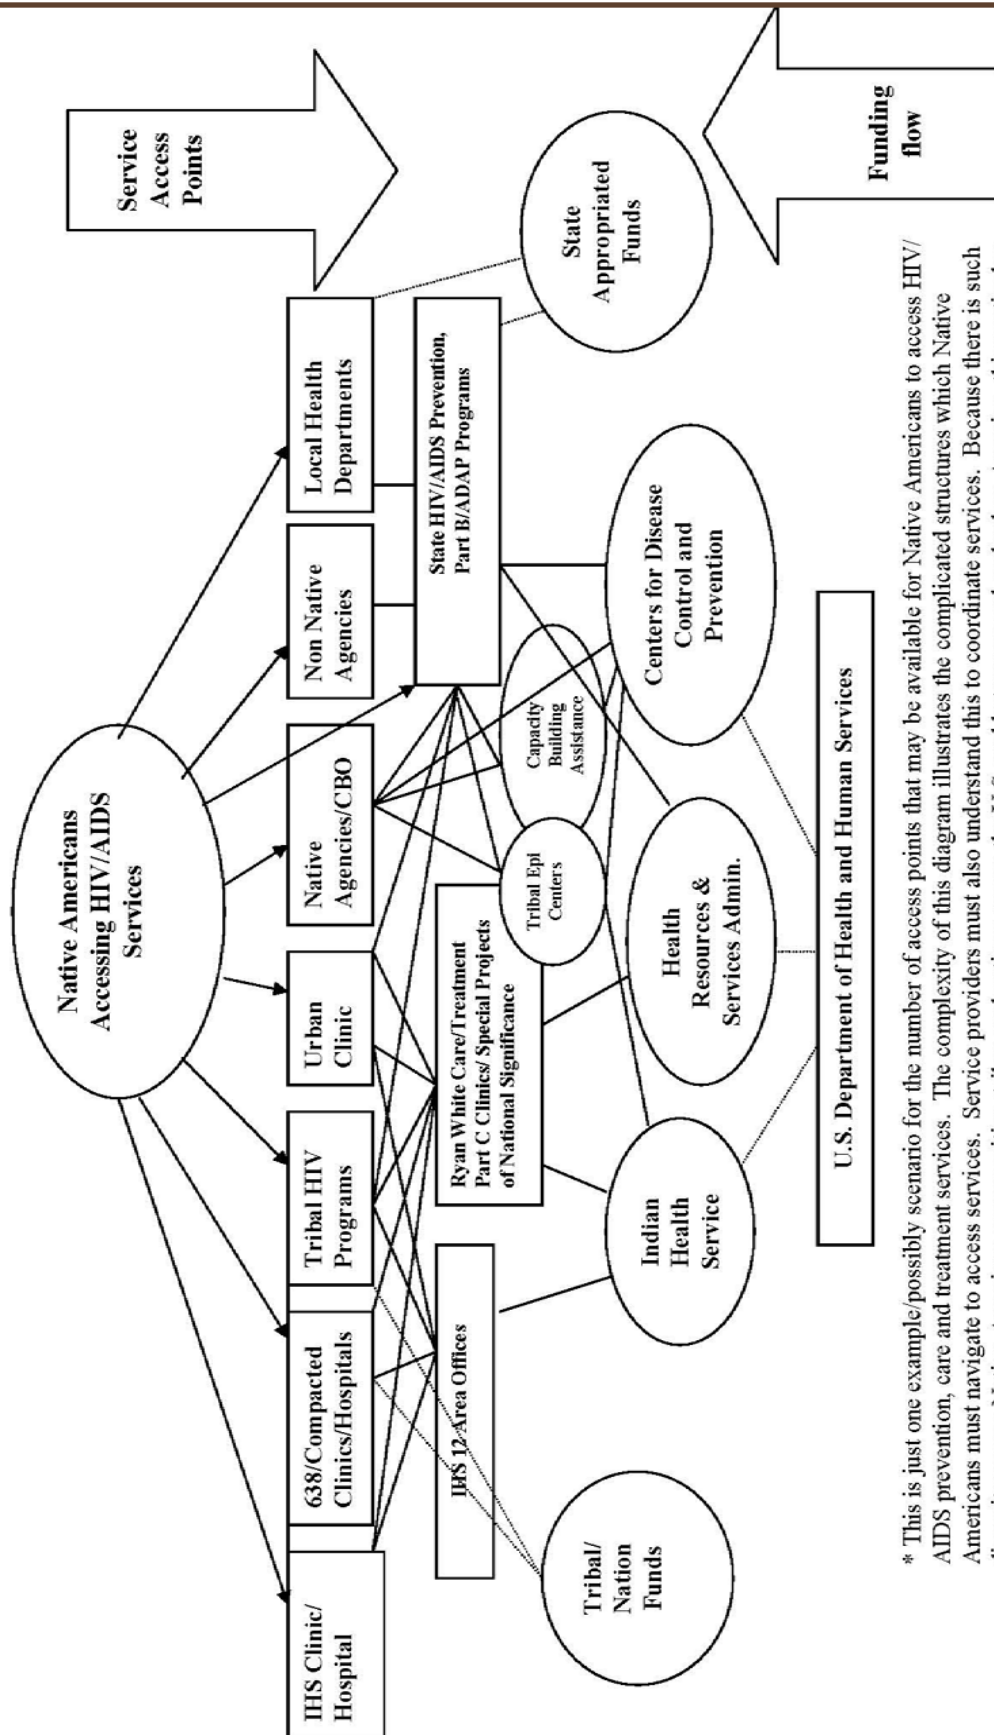 Native Americans
Accessing HIV/AIDS
Services
Service
Access
Points
IHS Clinic/
Hospital
638/Compacted
Clinics/Hospitals
Tribal HIV
Programs
Urban
Clinic
Native
Agencies/CBO
Non Native
Agencies
Local Health
Departments
IHS 12 Area Offices
Ryan White Care/Treatment
Part C Clinics/ Special Projects
of National Significance
State HIV/AIDS Prevention,
Part B/ADAP Programs
Tribal Epi
Centers
Capacity
Building
Assistance
Tribal/
Nation
Funds
Indian
Health
Service
Health
Resources &
Services Admin.
Centers for Disease
Control and
Prevention
State
Appropriated
Funds
U.S. Department of Health and Human Services
Funding
flow
* This is just one example/possibly scenario for the number of access points that may be available for Native Americans to access HIV/
AIDS prevention, care and treatment services. The complexity of this diagram illustrates the complicated structures which Native
Americans must navigate to access services. Service providers must also understand this to coordinate services. Because there is such